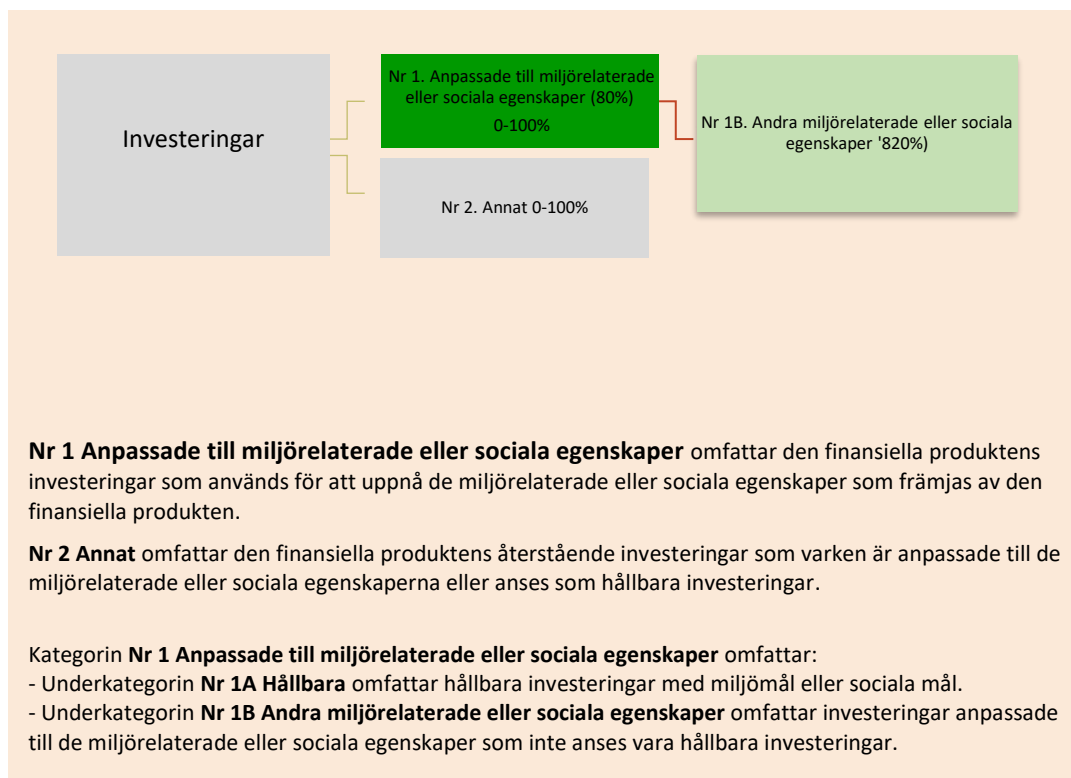 Investeringar
Nr 1. Anpassade till miljörelaterade
eller sociala egenskaper (80%)
0-100%
Nr 1B. Andra miljörelaterade eller sociala
egenskaper '820%)
Nr 2. Annat 0-100%
Nr 1 Anpassade till miljörelaterade eller sociala egenskaper omfattar den finansiella produktens
investeringar som används för att uppnå de miljörelaterade eller sociala egenskaper som främjas av den
finansiella produkten.
Nr 2 Annat omfattar den finansiella produktens återstående investeringar som varken är anpassade till de
miljörelaterade eller sociala egenskaperna eller anses som hållbara investeringar.
Kategorin Nr 1 Anpassade till miljörelaterade eller sociala egenskaper omfattar:
- Underkategorin Nr 1A Hållbara omfattar hållbara investeringar med miljömål eller sociala mål.
- Underkategorin Nr 1B Andra miljörelaterade eller sociala egenskaper omfattar investeringar anpassade
till de miljörelaterade eller sociala egenskaper som inte anses vara hållbara investeringar.